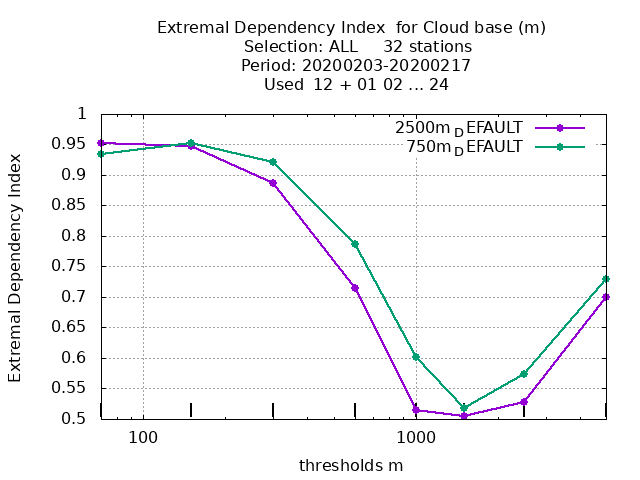 Extremal Dependency Index  for Cloud base (m)
Selection: ALL     32 stations
Period: 20200203-20200217
Used  12 + 01 02 ... 24
2500m_DEFAULT
750m_DEFAULT
1
0.95
0.9
0.85
0.8
0.75
0.7
0.65
0.6
0.55
0.5
Extremal Dependency Index
100
1000
thresholds m